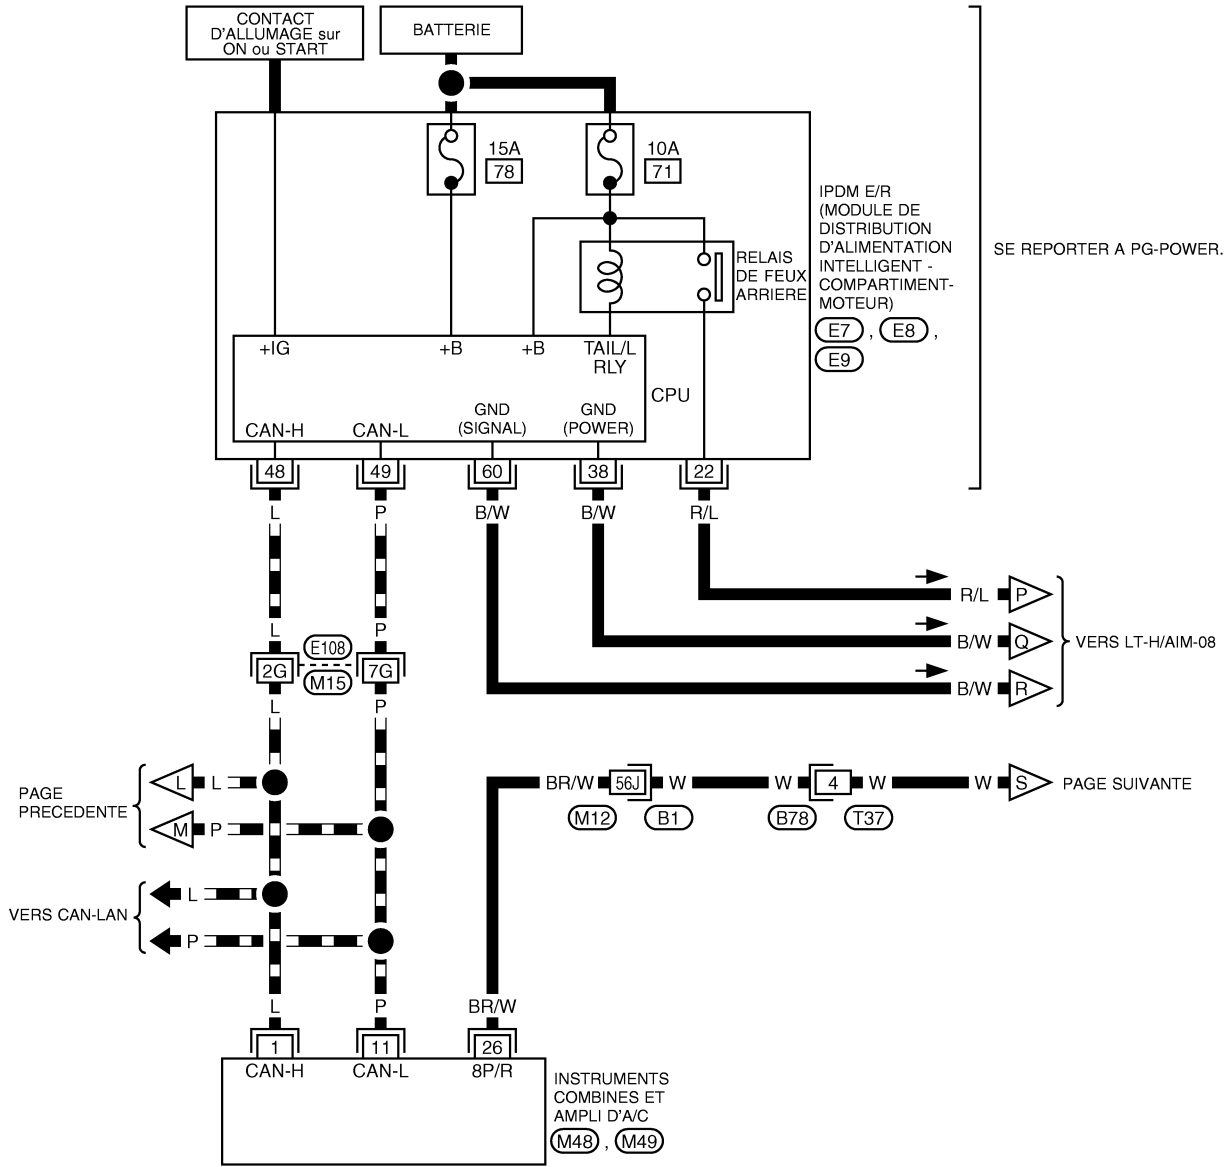 CONTACT
D'ALLUMAGE sur
ON ou START
BATTERIE
15A
78
10A
71
RELAIS
DE FEUX
ARRIERE
IPDM E/R
(MODULE DE
DISTRIBUTION
D'ALIMENTATION
INTELLIGENT -
COMPARTIMENT-
MOTEUR)
E7 , E8 ,
E9
SE REPORTER A PG-POWER.
+IG
+B
+B
TAIL/L
RLY
CPU
CAN-H
CAN-L
GND
(SIGNAL)
GND
(POWER)
48
49
60
38
22
L
P
B/W
B/W
R/L
R/L
P
B/W
Q
B/W
R
VERS LT-H/AIM-08
L
P
2G
E108
M15
7G
L
P
PAGE
PRECEDENTE
L
L
M
P
VERS CAN-LAN
L
P
BR/W
56J
W
W
4
W
W
S
PAGE SUIVANTE
M12
B1
B78
T37
L
P
BR/W
1
11
26
CAN-H
CAN-L
8P/R
INSTRUMENTS
COMBINES ET
AMPLI D'A/C
M48 , M49